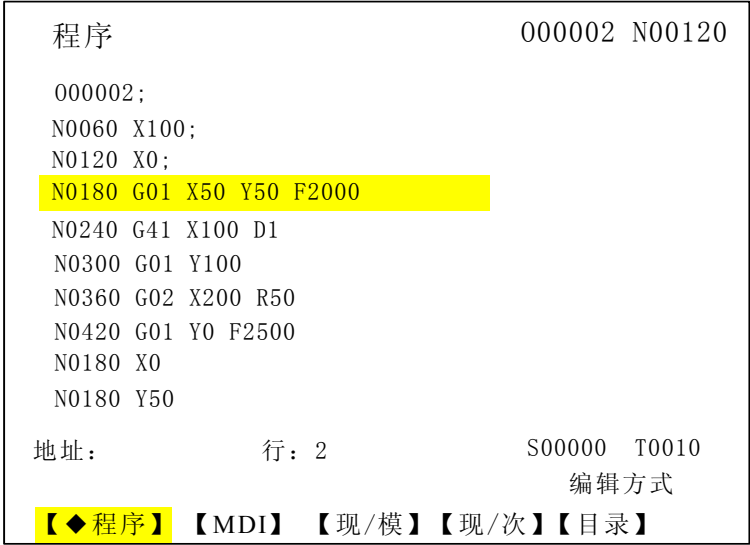 程序 O00002 N00120
O00002;
N0060 X100;
N0120 X0;
N0180 G01 X50 Y50 F2000
N0240 G41 X100 D1
N0300 G01 Y100
N0360 G02 X200 R50
N0420 G01 Y0 F2500
N0180 X0
N0180 Y50
地址: 行: 2 S00000 T0010
编辑方式
【◆程序】 【MDI】 【现/模】【现/次】【目录】